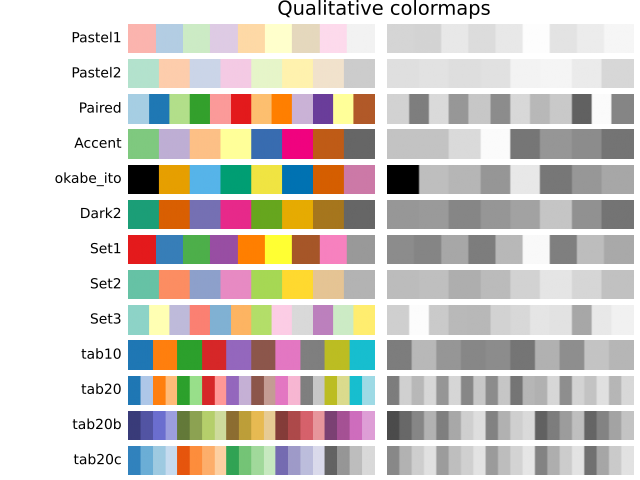 Qualitative colormaps
Pastel1
Pastel2
Paired
Accent
okabe_ito
Dark2
Set1
Set2
Set3
tab10
tab20
tab20b
tab20c